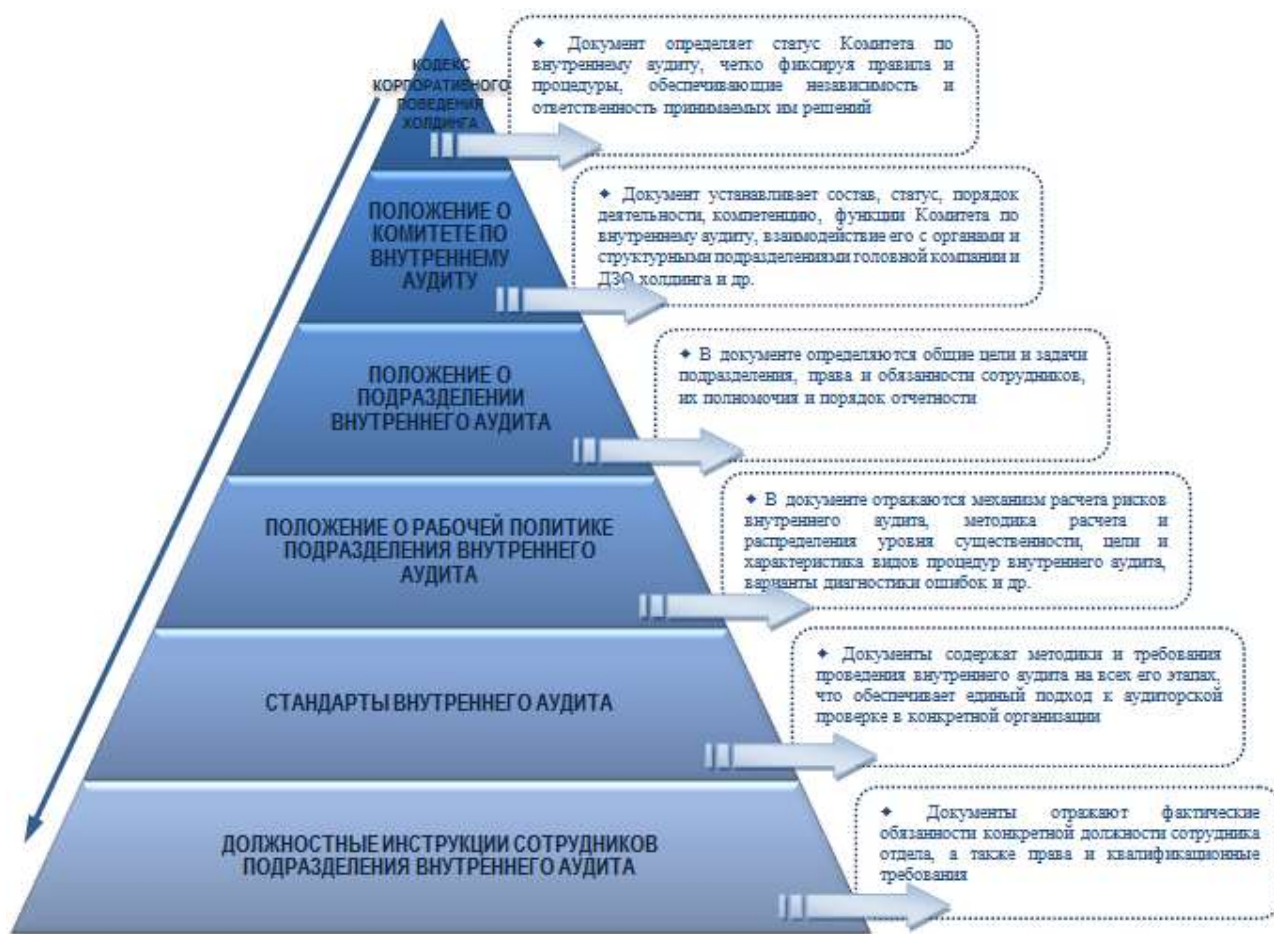 КОДЕКС
КОРПОРАТИВНОГО
ПОВЕДЕНИЯ
ХОЛДИНГА
✦ Документ определяет статус Комитета по
внутреннему аудиту, четко фиксируя правила и
процедуры, обеспечивающие независимость и
ответственность принимаемых им решений
ПОЛОЖЕНИЕ О
КОМИТЕТЕ ПО
ВНУТРЕННЕМУ
АУДИТУ
✦ Документ устанавливает состав, статус, порядок
деятельности, компетенцию, функции Комитета по
внутреннему аудиту, взаимодействие его с органами и
структурными подразделениями головной компании и
ДЗО холдинга и др.
ПОЛОЖЕНИЕ О
ПОДРАЗДЕЛЕНИИ
ВНУТРЕННЕГО АУДИТА
✦ В документе определяются общие цели и задачи
подразделения, права и обязанности сотрудников,
их полномочия и порядок отчетности
ПОЛОЖЕНИЕ О РАБОЧЕЙ ПОЛИТИКЕ
ПОДРАЗДЕЛЕНИЯ ВНУТРЕННЕГО
АУДИТА
✦ В документе отражаются механизм расчета рисков
внутреннего аудита, методика расчета и
распределения уровня существенности, цели и
характеристика видов процедур внутреннего аудита,
варианты диагностики ошибок и др.
СТАНДАРТЫ ВНУТРЕННЕГО АУДИТА
✦ Документы содержат методики и требования
проведения внутреннего аудита на всех его этапах,
что обеспечивает единый подход к аудиторской
проверке в конкретной организации
ДОЛЖНОСТНЫЕ ИНСТРУКЦИИ СОТРУДНИКОВ
ПОДРАЗДЕЛЕНИЯ ВНУТРЕННЕГО АУДИТА
✦ Документы отражают фактические
обязанности конкретной должности сотрудника
отдела, а также права и квалификационные
требования